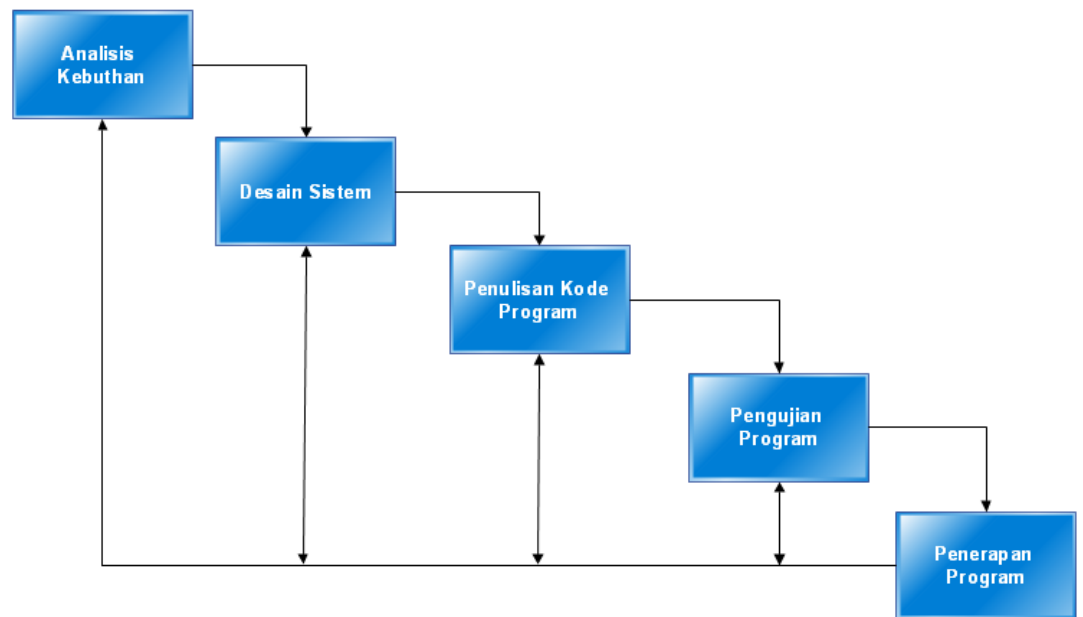 Analisis
Kebuthan
Desain Sistem
Penulisan Kode
Program
Pengujian
Program
Penerapan
Program